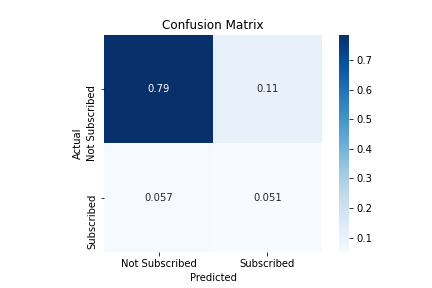 Confusion Matrix
Actual
Not Subscribed
Subscribed
0.79 0.11
0.057 0.051
Not Subscribed Subscribed
Predicted
0.7
0.6
0.5
0.4
0.3
0.2
0.1